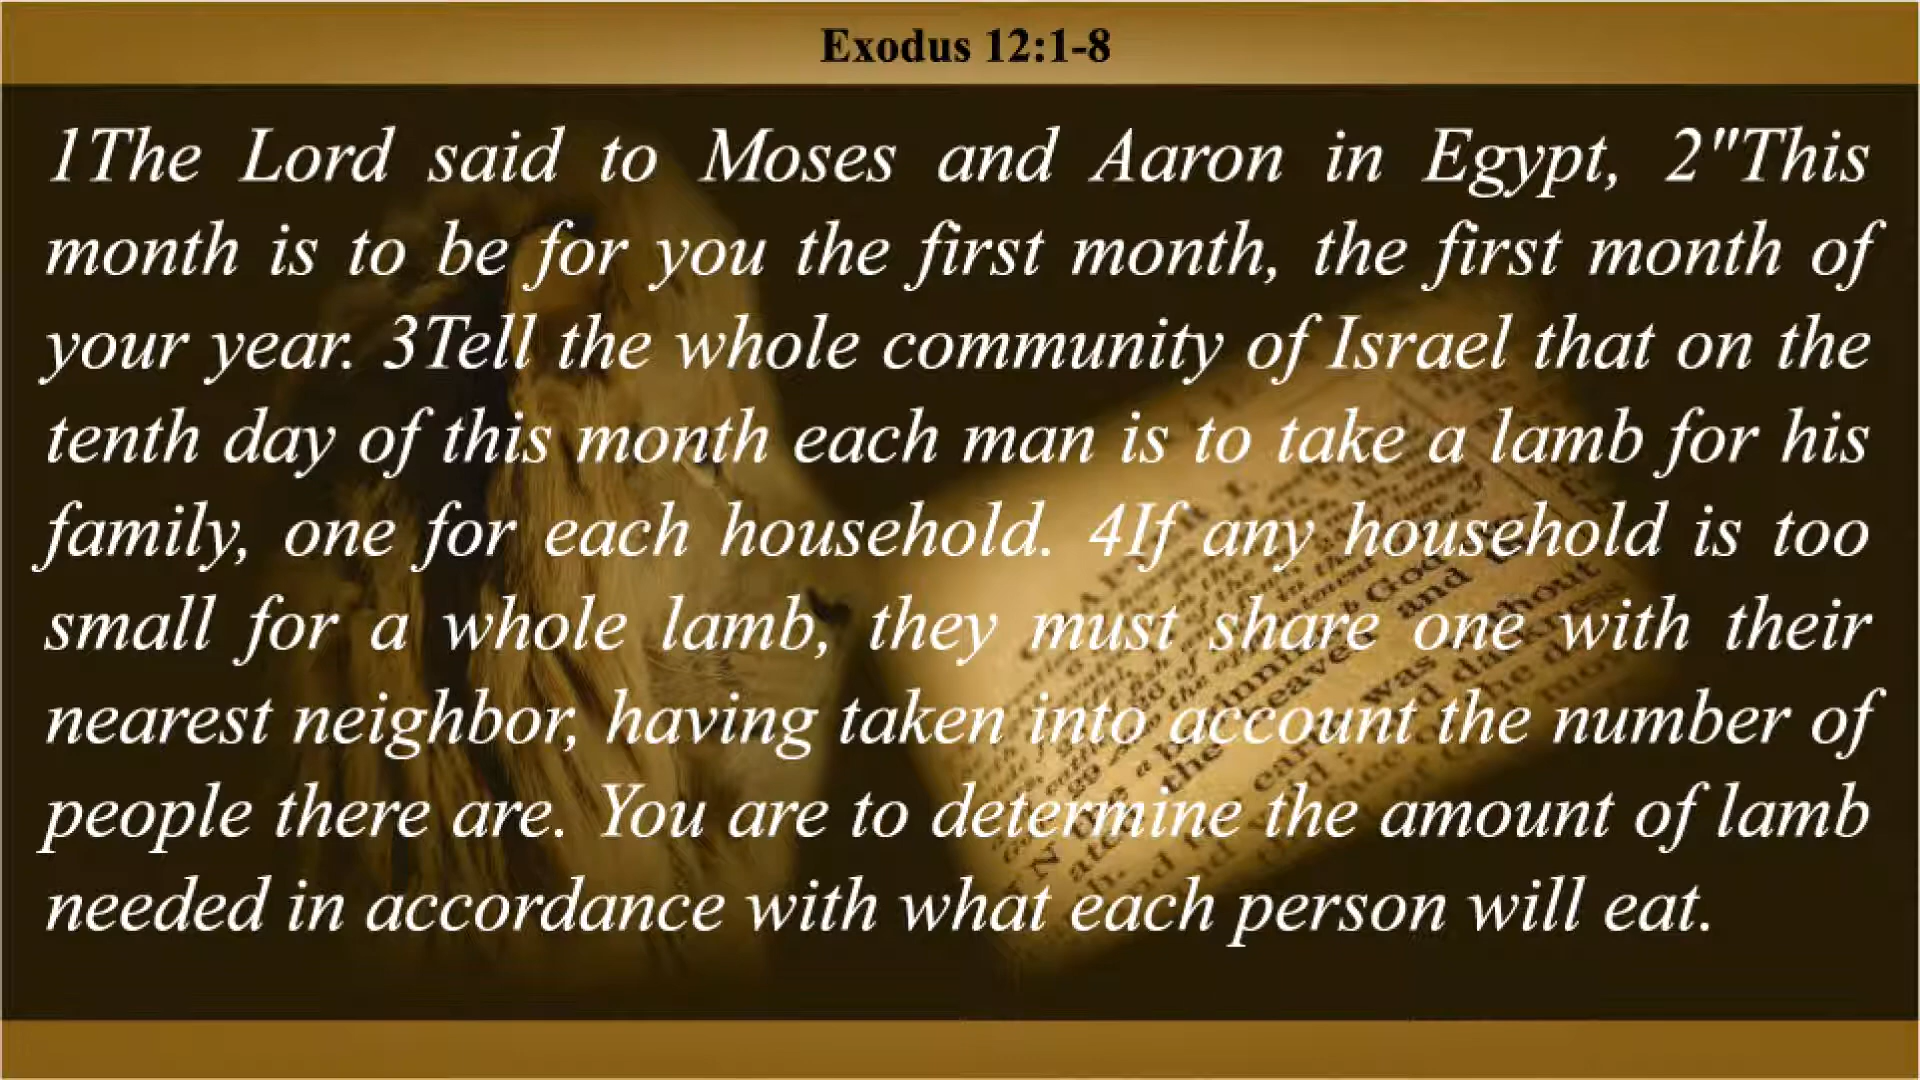 Exodus 12:1-8
1The Lord said to Moses and Aaron in Egypt, 2"This
month is to be for you the first month, the first month of
your year. 3Tell the whole community of Israel that on the
tenth day of this month each man is to take a lamb for his
family, one for each household. 4If any household is too
small for a whole lamb, they must share one with their
nearest neighbor, having taken into account the number of
people there are. You are to determine the amount of lamb
needed in accordance with what each person will eat.